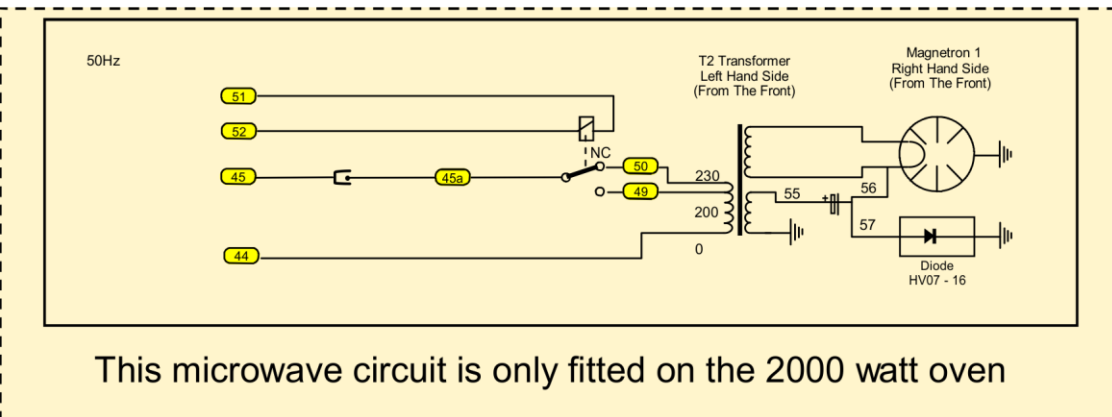 50Hz
T2 Transformer
Left Hand Side
(From The Front)
Magnetron 1
Right Hand Side
(From The Front)
51
52
NC
45
45a
50
49
230
200
0
55
56
57
44
+
Diode
HV07 - 16
This microwave circuit is only fitted on the 2000 watt oven